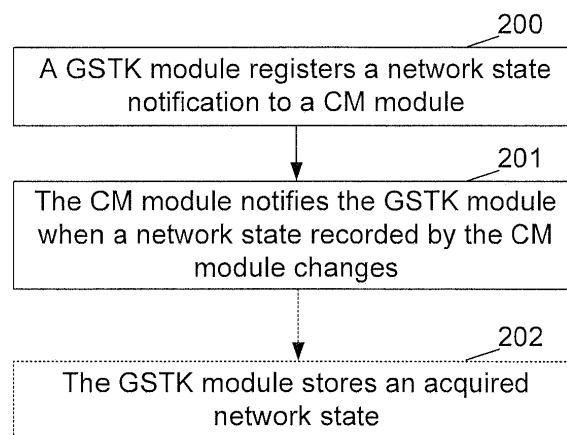 200
A GSTK module registers a network state
notification to a CM module
201
The CM module notifies the GSTK module
when a network state recorded by the CM
module changes
202
The GSTK module stores an acquired
network state